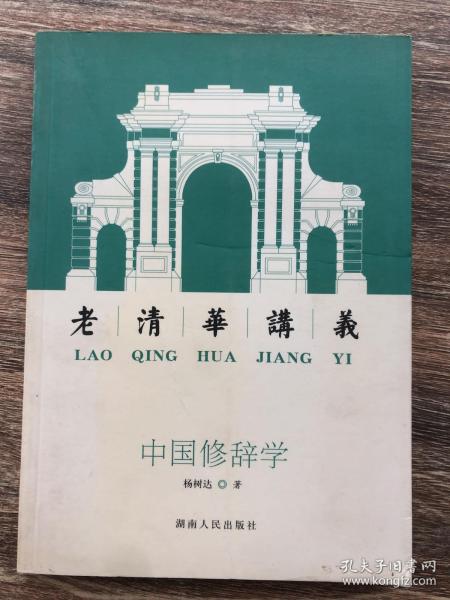 老清華講義
LAO QING HUA JIANG YI
中国修辞学
杨树达 ◎ 著
湖南人民出版社
孔夫子旧书网
kongfz.com